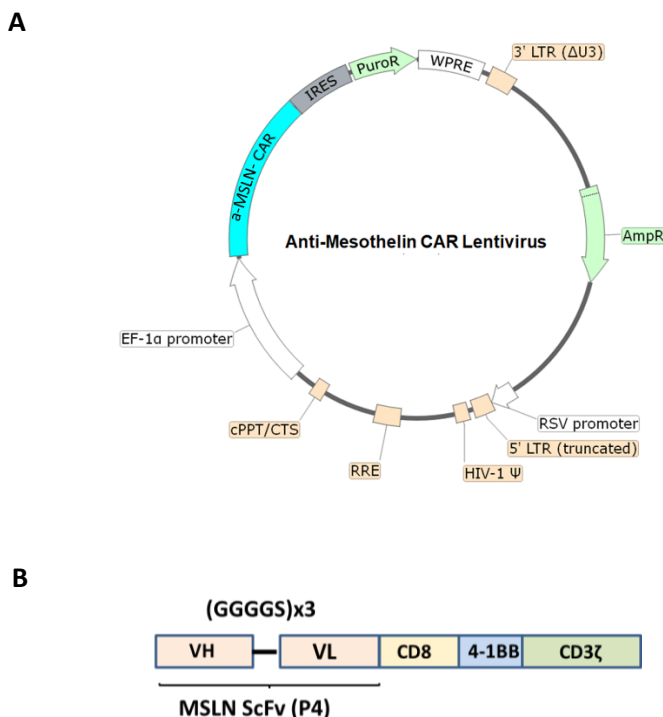 A
3' LTR (ΔU3)
WPRE
PuroR
IRES
a-MSLN- CAR
Anti-Mesothelin CAR Lentivirus
AmpR
EF-1α promoter
RSV promoter
cPPT/CTS
5' LTR (truncated)
RRE
HIV-1 Ψ
B
(GGGGS)x3
VH
VL
CD8
4-1BB
CD3ζ
MSLN ScFv (P4)